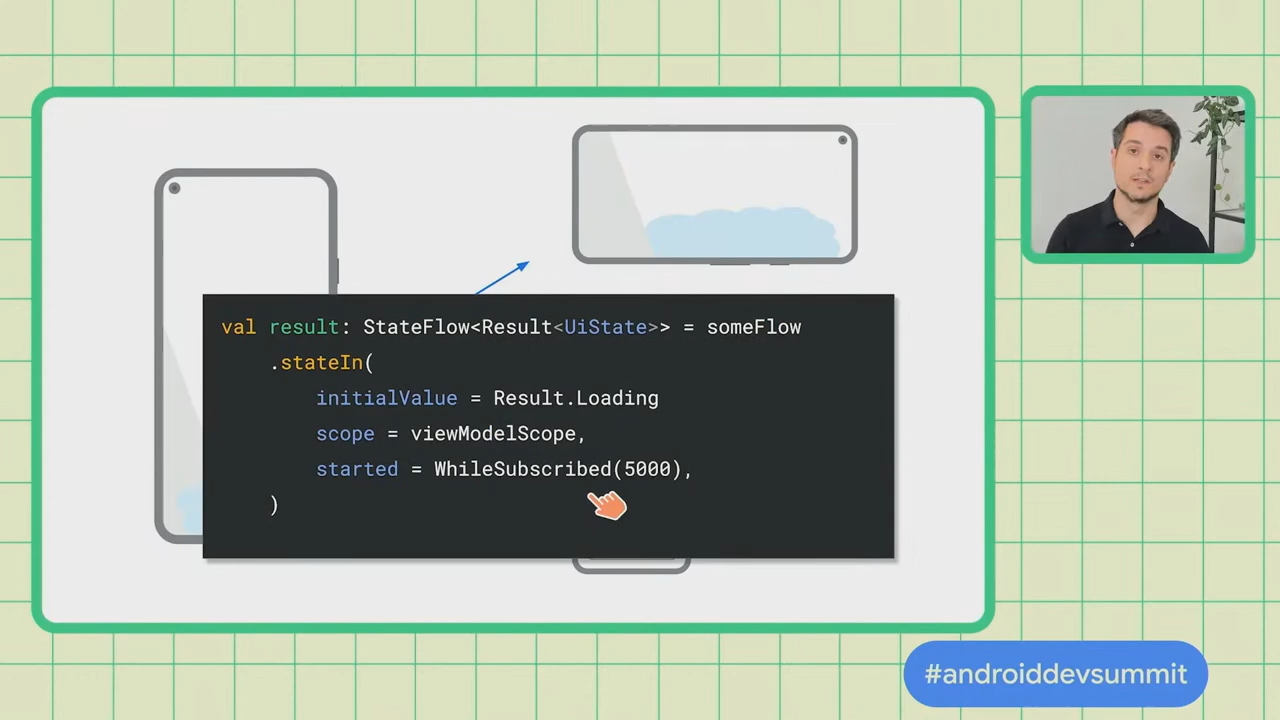 val result: StateFlow<Result<UiState>> = someFlow
    .stateIn(
        initialValue = Result.Loading
        scope = viewModelScope,
        started = WhileSubscribed(5000),
    )
#androiddevsummit